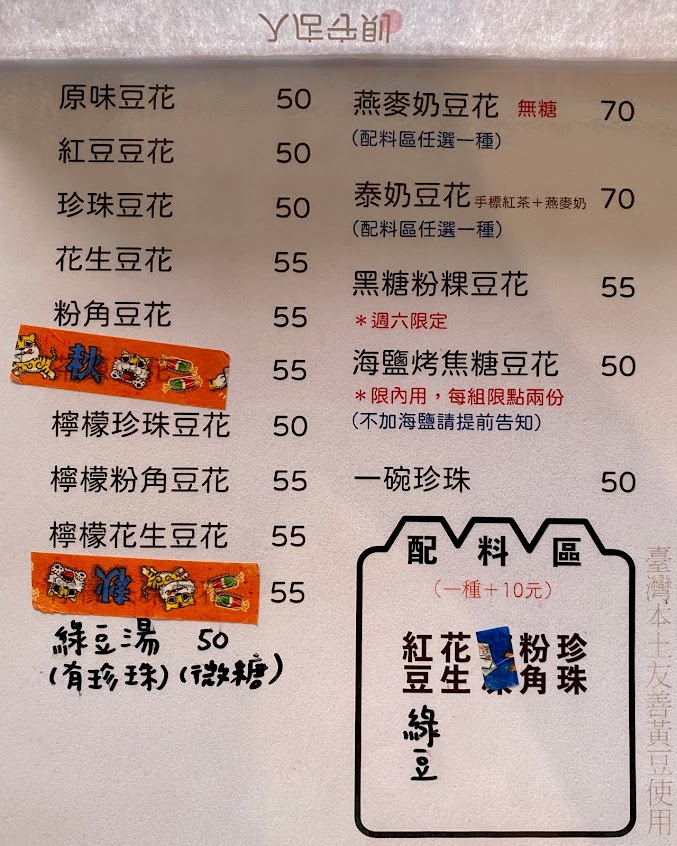 入店守則
原味豆花 50
紅豆豆花 50
珍珠豆花 50
花生豆花 55
粉角豆花 55
秋 55
檸檬珍珠豆花 50
檸檬粉角豆花 55
檸檬花生豆花 55
秋 55
綠豆湯 50
(有珍珠)(微糖)
燕麥奶豆花 無糖 70
(配料區任選一種)
泰奶豆花 手標紅茶+燕麥奶 70
(配料區任選一種)
黑糖粉粿豆花 55
*週六限定
海鹽烤焦糖豆花 50
*限內用,每組限點兩份
(不加海鹽請提前告知)
一碗珍珠 50
配料區
(一種+10元)
紅豆 花生 粉角 珍珠
綠豆
臺灣本土友善黃豆使用